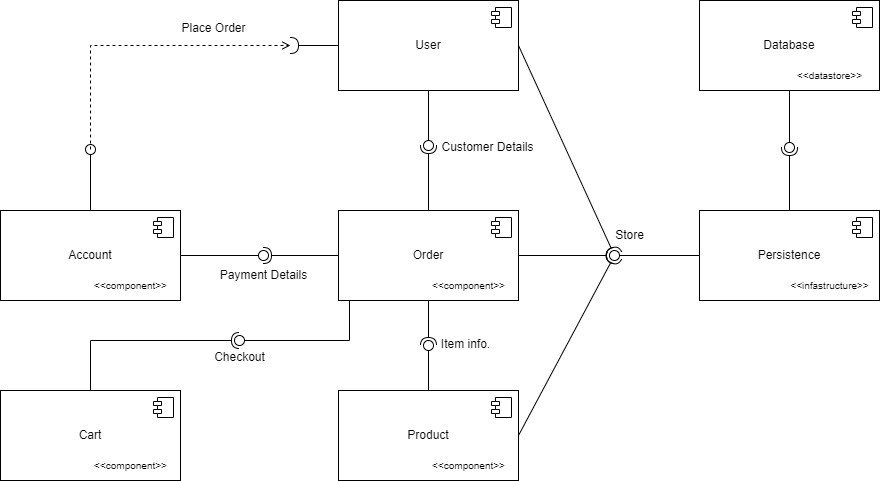 Place Order
User
Database
<<datastore>>
Customer Details
Store
Account
<<component>>
Payment Details
Order
<<component>>
Persistence
<<infastructure>>
Item info.
Checkout
Cart
<<component>>
Product
<<component>>